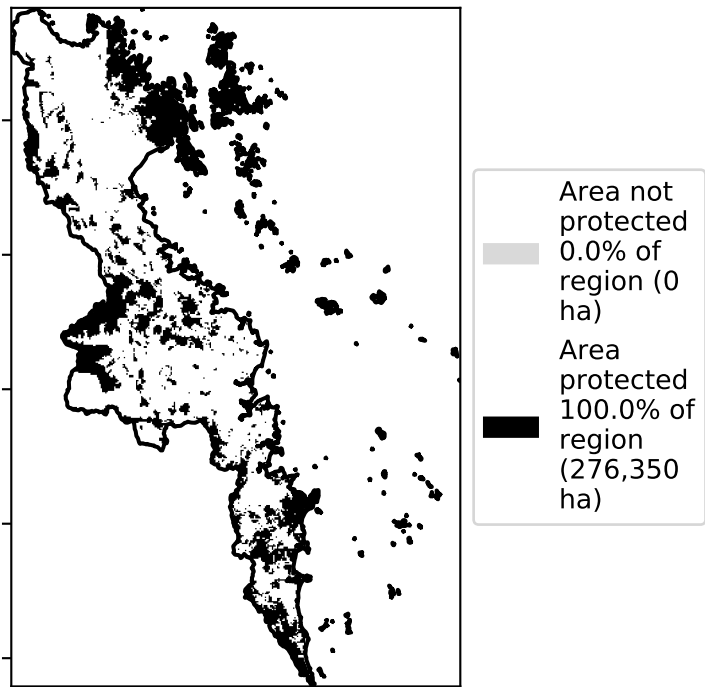 Area not
protected
0.0% of
region (0
ha)
Area
protected
100.0% of
region
(276,350
ha)